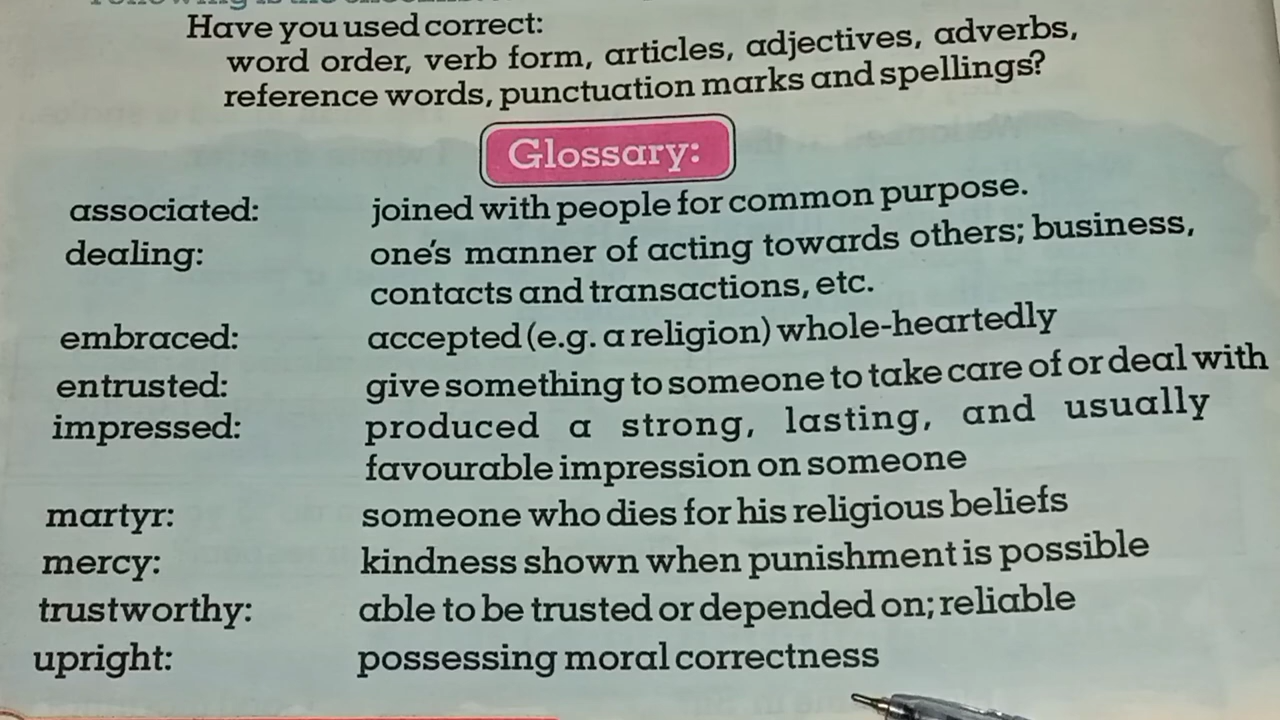 Have you used correct:
word order, verb form, articles, adjectives, adverbs,
reference words, punctuation marks and spellings?
Glossary:
associated: joined with people for common purpose.
dealing: one's manner of acting towards others; business,
contacts and transactions, etc.
embraced: accepted (e.g. a religion) whole-heartedly
entrusted: give something to someone to take care of or deal with
impressed: produced a strong, lasting, and usually
favourable impression on someone
martyr: someone who dies for his religious beliefs
mercy: kindness shown when punishment is possible
trustworthy: able to be trusted or depended on; reliable
upright: possessing moral correctness